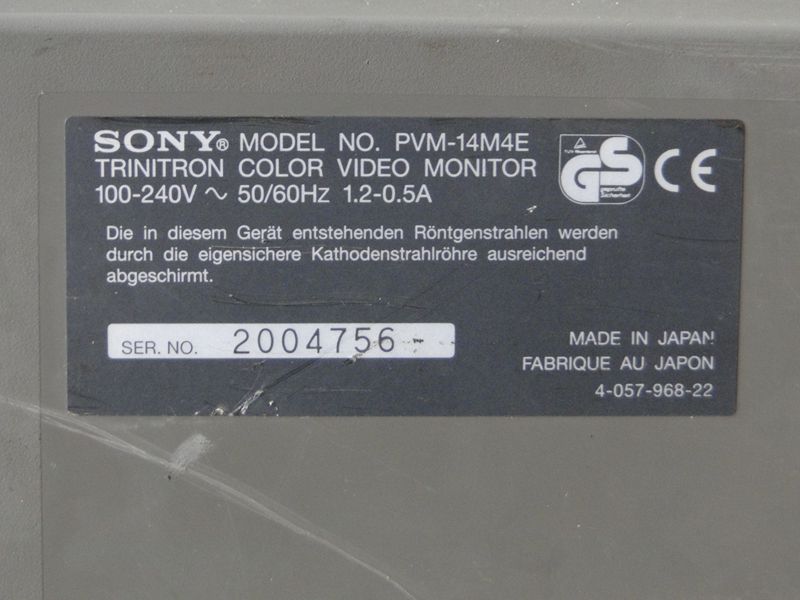 SONY® MODEL NO. PVM-14M4E
TRINITRON COLOR VIDEO MONITOR
100-240V ~ 50/60Hz 1.2-0.5A
GS
geprüfte
Sicherheit
CE
Die in diesem Gerät entstehenden Röntgenstrahlen werden
durch die eigensichere Kathodenstrahlröhre ausreichend
abgeschirmt.
SER. NO. 2004756
MADE IN JAPAN
FABRIQUE AU JAPON
4-057-968-22